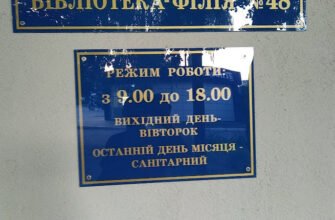 БІБЛІОТЕКА-ФІЛІЯ №48
РЕЖИМ РОБОТИ:
з 9.00 до 18.00
ВИХІДНИЙ ДЕНЬ-
ВІВТОРОК
ОСТАННІЙ ДЕНЬ МІСЯЦЯ -
САНІТАРНИЙ